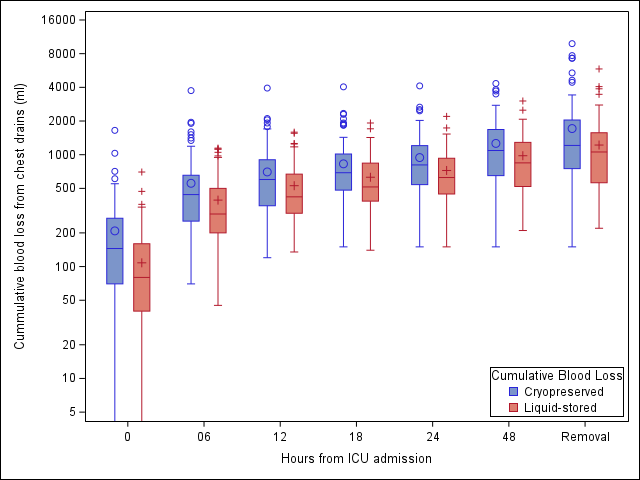 Cummulative blood loss from chest drains (ml)
16000
8000
4000
2000
1000
500
200
100
50
20
10
5
0 06 12 18 24 48 Removal
Hours from ICU admission
Cumulative Blood Loss
Cryopreserved
Liquid-stored